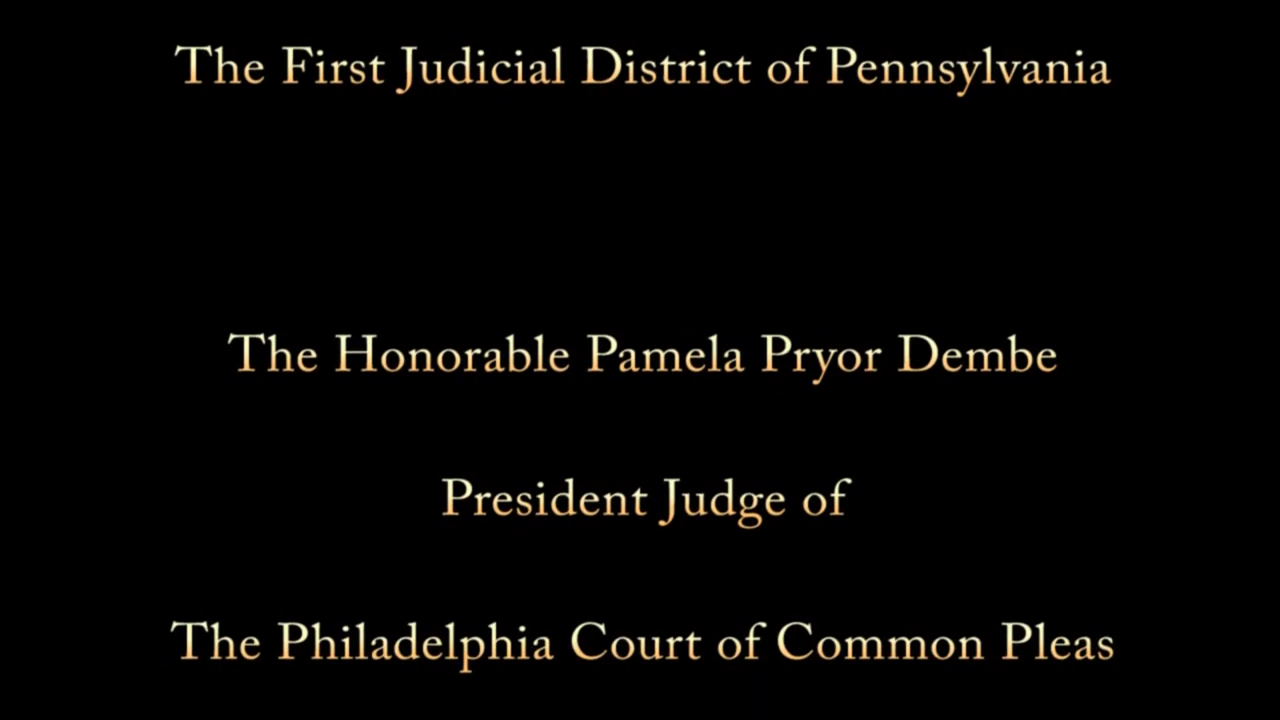 The First Judicial District of Pennsylvania
The Honorable Pamela Pryor Dembe
President Judge of
The Philadelphia Court of Common Pleas